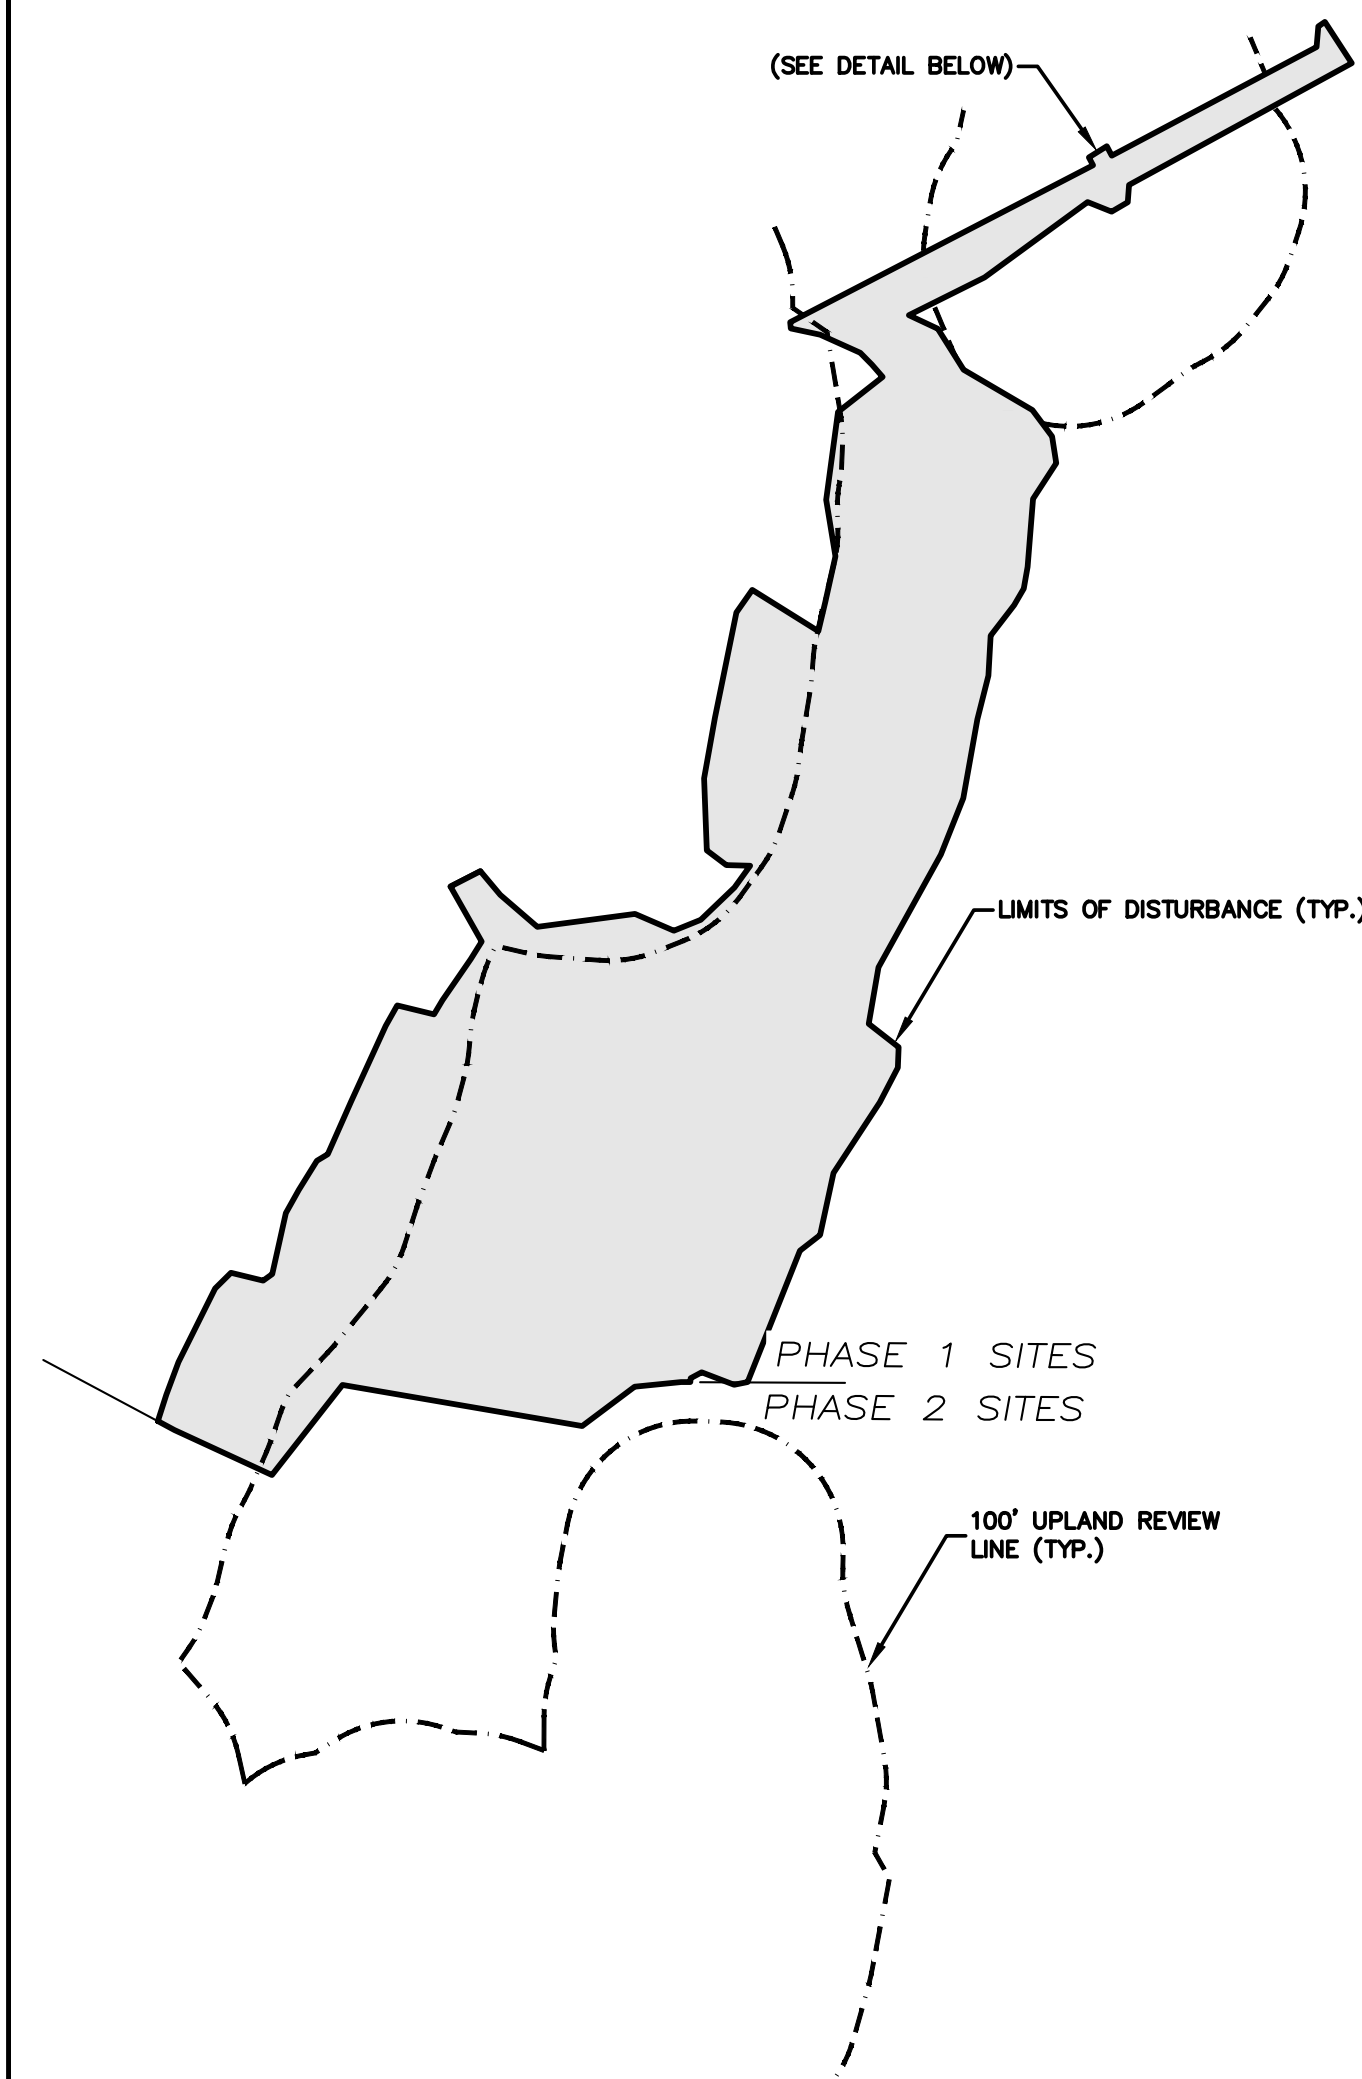 (SEE DETAIL BELOW)
LIMITS OF DISTURBANCE (TYP.)
PHASE 1 SITES
PHASE 2 SITES
100' UPLAND REVIEW
LINE (TYP.)